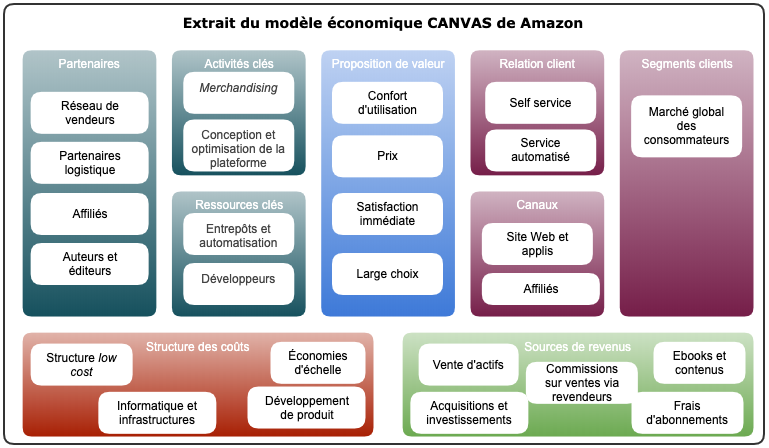 Extrait du modèle économique CANVAS de Amazon
Partenaires
Réseau de
vendeurs
Partenaires
logistique
Affiliés
Auteurs et
éditeurs
Activités clés
Merchandising
Conception et
optimisation de la
plateforme
Ressources clés
Entrepôts et
automatisation
Développeurs
Proposition de valeur
Confort
d'utilisation
Prix
Satisfaction
immédiate
Large choix
Relation client
Self service
Service
automatisé
Canaux
Site Web et
applis
Affiliés
Segments clients
Marché global
des
consommateurs
Structure des coûts
Structure low
cost
Économies
d'échelle
Informatique et
infrastructures
Développement
de produit
Sources de revenus
Vente d'actifs
Commissions
sur ventes via
revendeurs
Ebooks et
contenus
Acquisitions et
investissements
Frais
d'abonnements